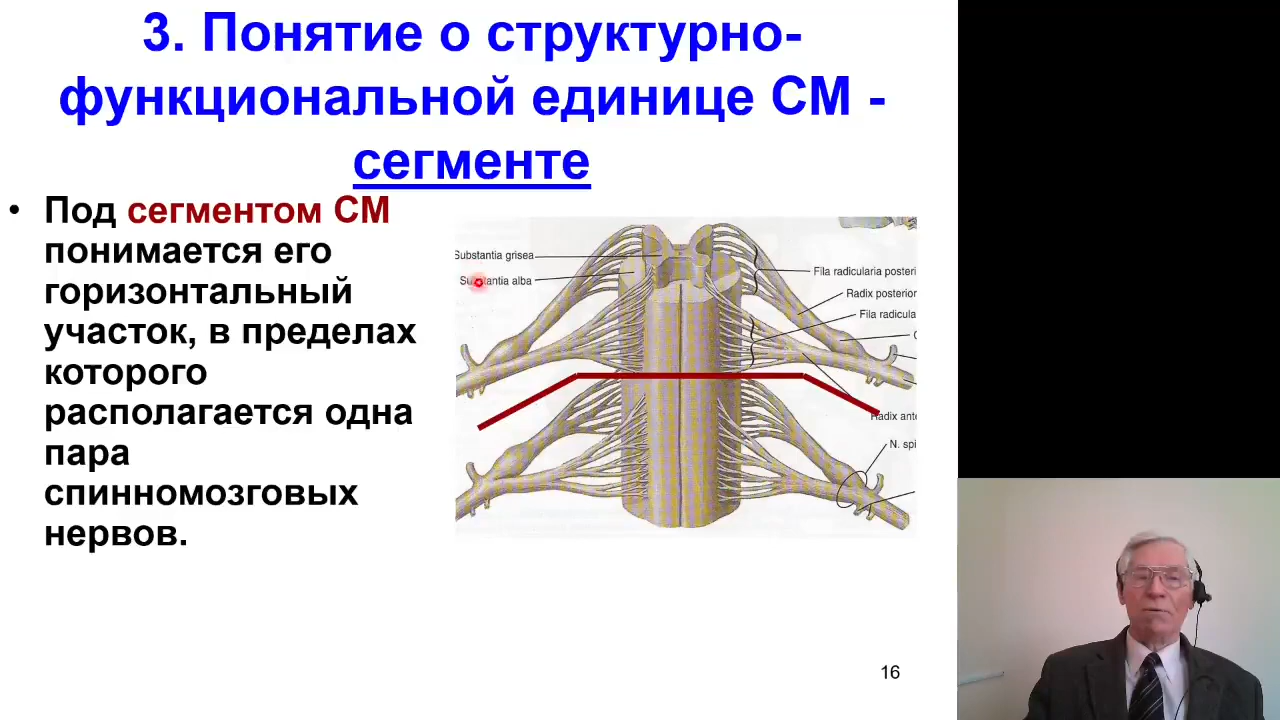 3. Понятие о структурно-
функциональной единице СМ -
сегменте
• Под сегментом СМ
понимается его
горизонтальный
участок, в пределах
которого
располагается одна
пара
спинномозговых
нервов.
Substantia grisea
Substantia alba
Fila radicularia posteri
Radix posterior
Fila radicula
Radix ante
N. spi
16